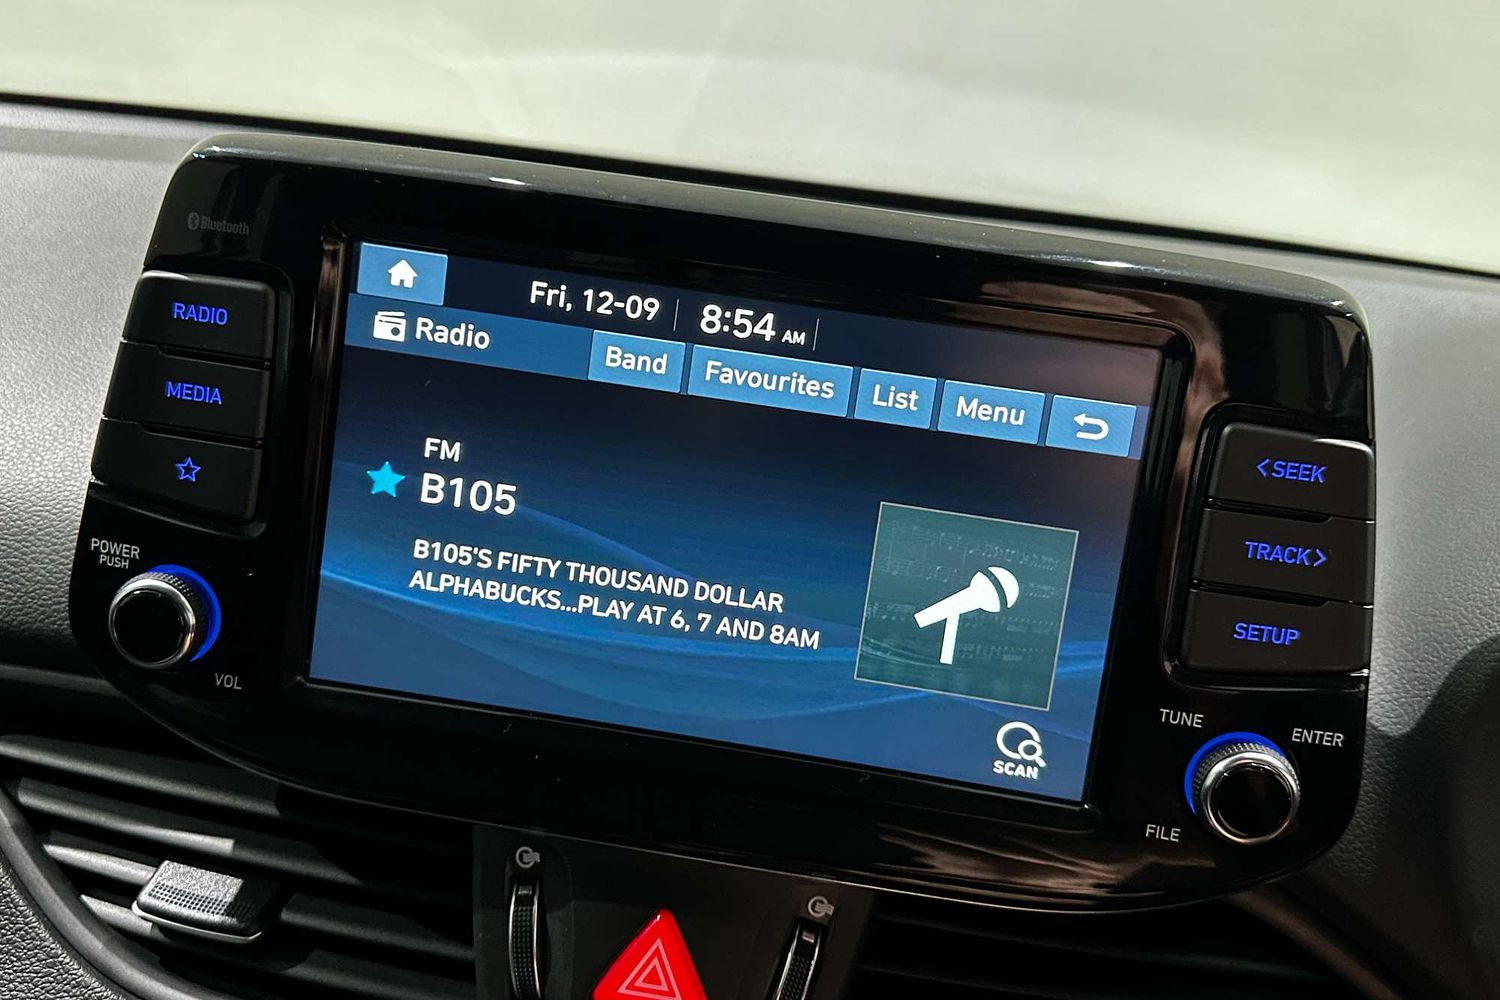 Bluetooth
RADIO
MEDIA
POWER
PUSH
VOL
Fri, 12-09 8:54 AM
Radio
Band
Favourites
List
Menu
FM
B105
B105'S FIFTY THOUSAND DOLLAR
ALPHABUCKS...PLAY AT 6, 7 AND 8AM
SCAN
<SEEK
TRACK>
SETUP
TUNE
ENTER
FILE